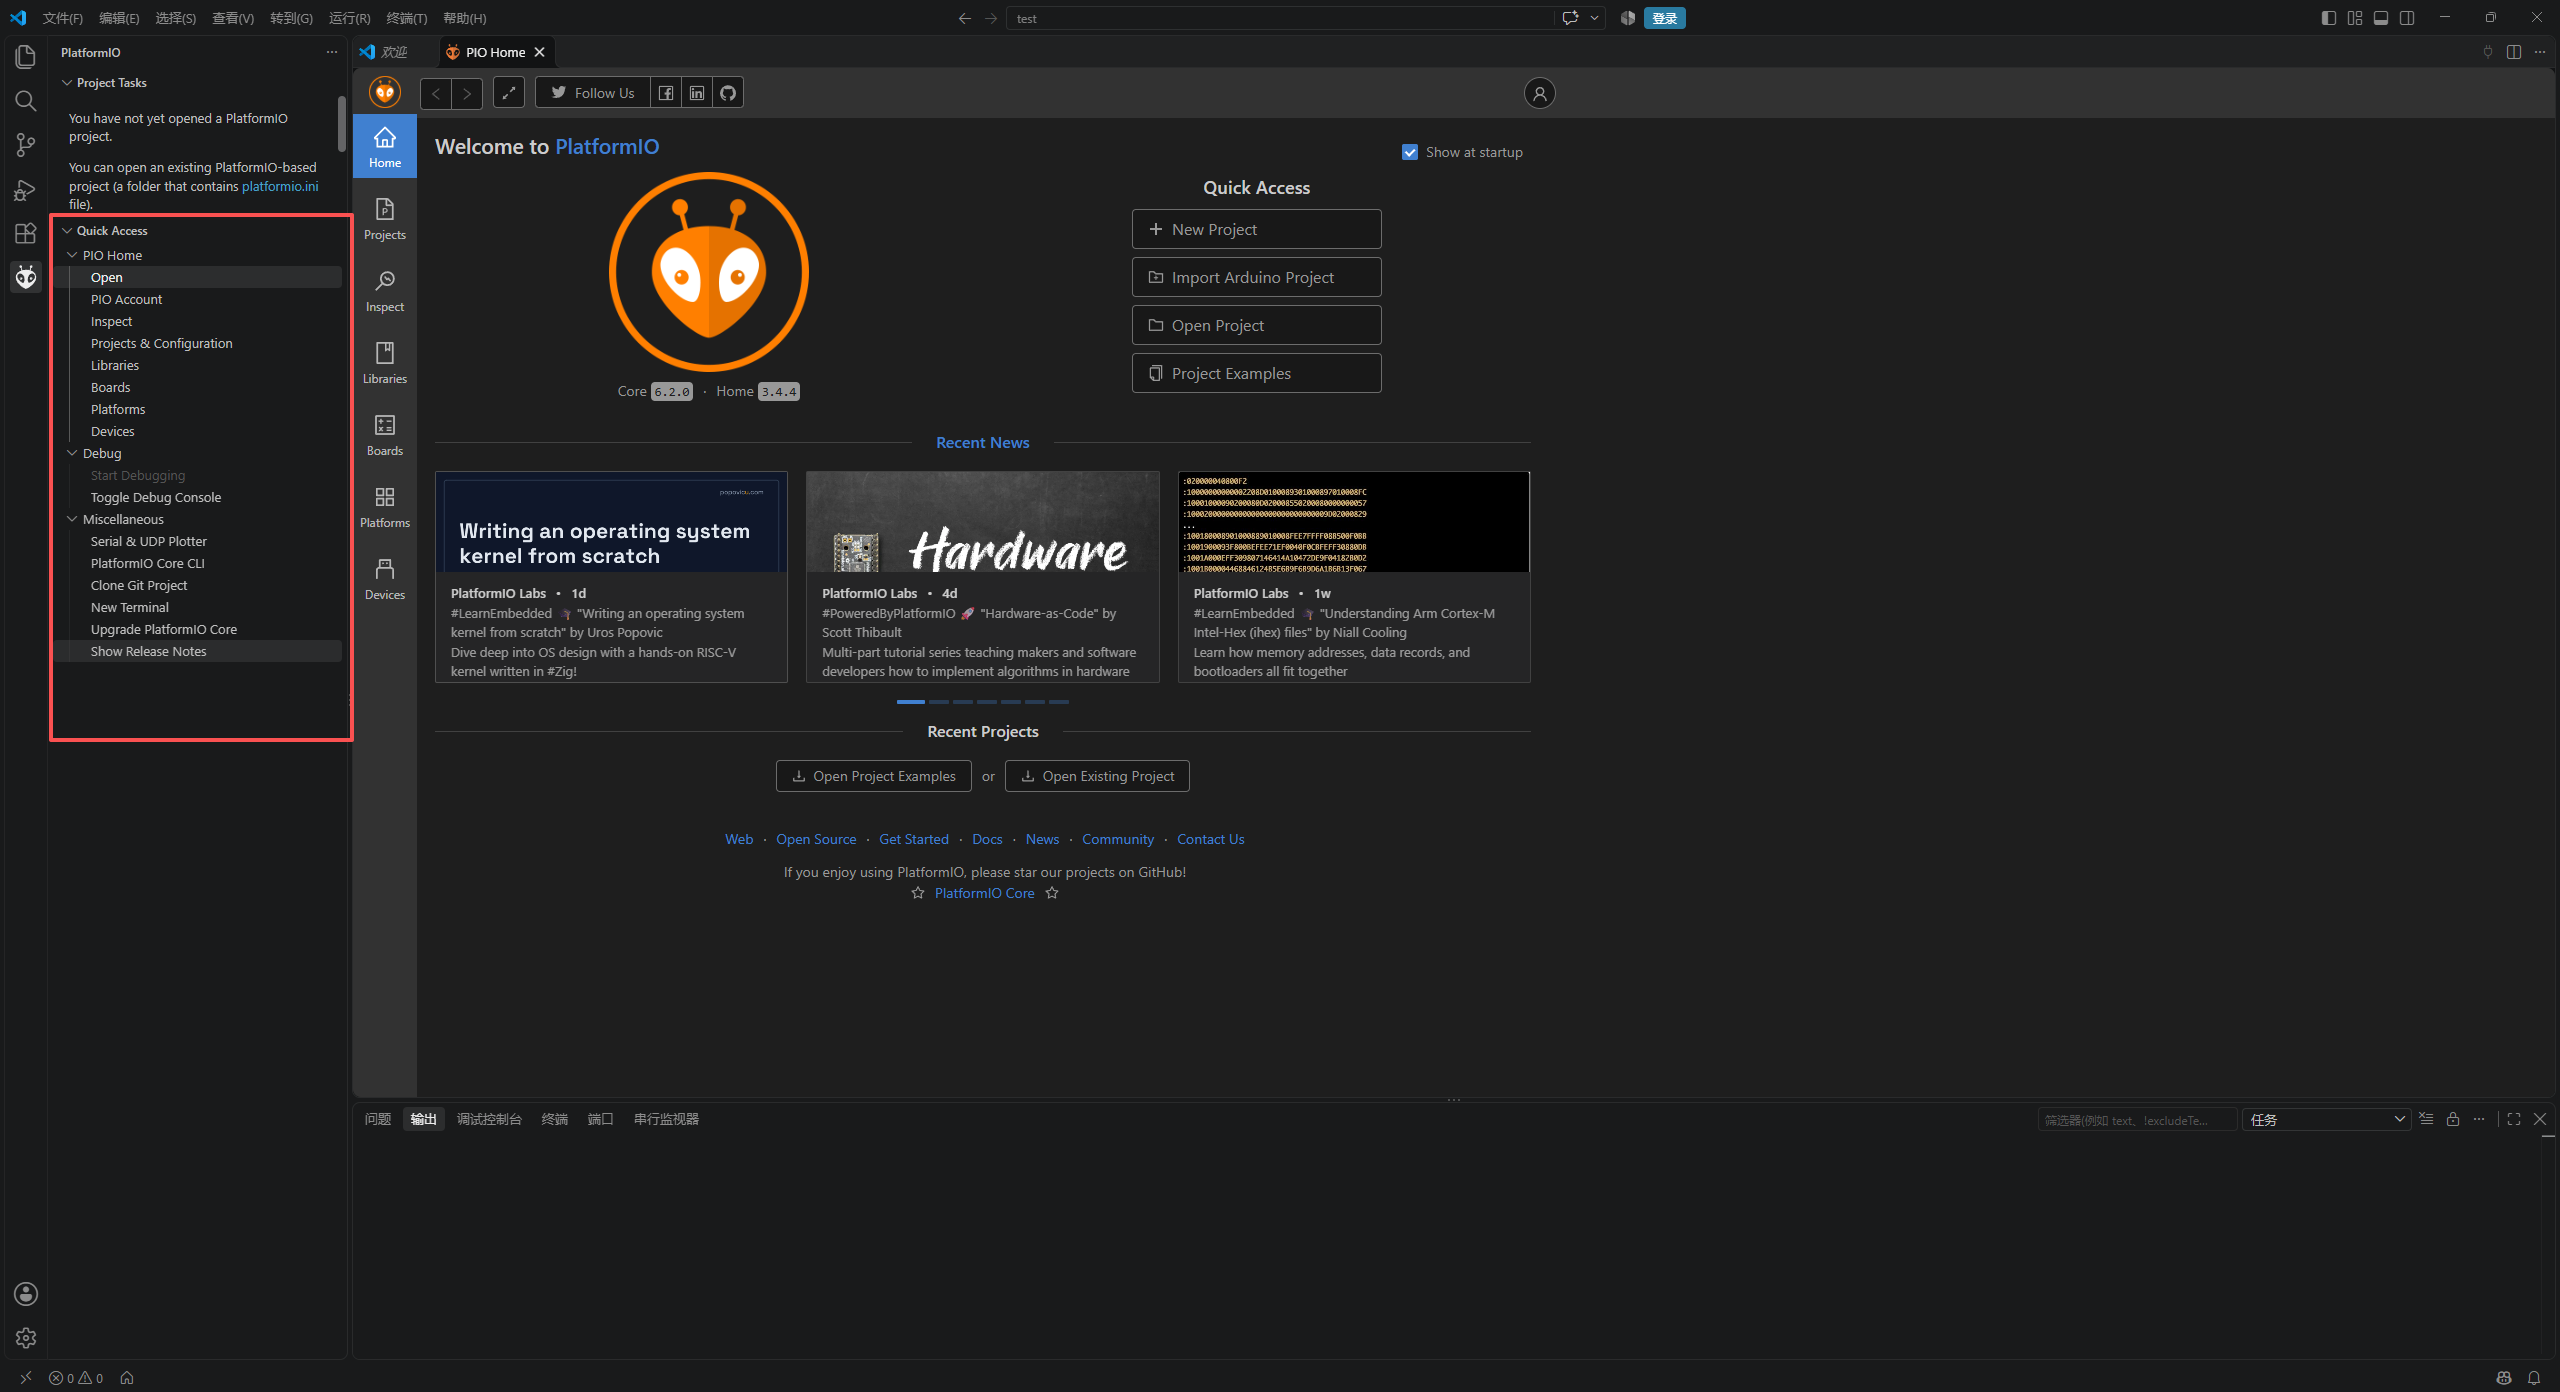 文件(F) 编辑(E) 选择(S) 查看(V) 转到(G) 运行(R) 终端(T) 帮助(H)
test
登录
PlatformIO
Project Tasks
You have not yet opened a PlatformIO
project.
You can open an existing PlatformIO-based
project (a folder that contains platformio.ini
file).
Quick Access
PIO Home
Open
PIO Account
Inspect
Projects & Configuration
Libraries
Boards
Platforms
Devices
Debug
Start Debugging
Toggle Debug Console
Miscellaneous
Serial & UDP Plotter
PlatformIO Core CLI
Clone Git Project
New Terminal
Upgrade PlatformIO Core
Show Release Notes
欢迎
PIO Home
Follow Us
Home
Projects
Inspect
Libraries
Boards
Platforms
Devices
Welcome to PlatformIO
Show at startup
Core 6.2.0 · Home 3.4.4
Quick Access
New Project
Import Arduino Project
Open Project
Project Examples
Recent News
popovicu.com
Writing an operating system
kernel from scratch
PlatformIO Labs • 1d
#LearnEmbedded "Writing an operating system
kernel from scratch" by Uros Popovic
Dive deep into OS design with a hands-on RISC-V
kernel written in #Zig!
Hardware
PlatformIO Labs • 4d
#PoweredByPlatformIO 🚀 "Hardware-as-Code" by
Scott Thibault
Multi-part tutorial series teaching makers and software
developers how to implement algorithms in hardware
:020000040800F2
...
PlatformIO Labs • 1w
#LearnEmbedded "Understanding Arm Cortex-M
Intel-Hex (ihex) files" by Niall Cooling
Learn how memory addresses, data records, and
bootloaders all fit together
Recent Projects
Open Project Examples or Open Existing Project
Web · Open Source · Get Started · Docs · News · Community · Contact Us
If you enjoy using PlatformIO, please star our projects on GitHub!
PlatformIO Core
问题 输出 调试控制台 终端 端口 串行监视器
筛选器(例如 text、!excludeTe...
任务
0 0